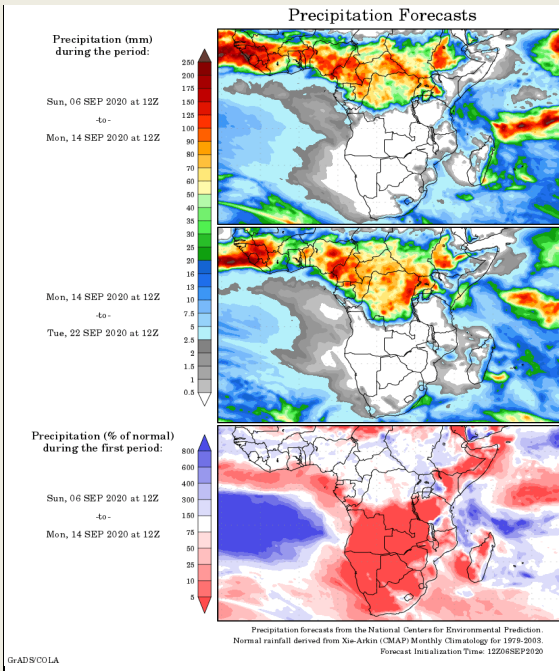 Precipitation Forecasts
Precipitation (mm)
during the period:
Sun, 06 SEP 2020 at 12Z
-to-
Mon, 14 SEP 2020 at 12Z
250
200
175
150
125
100
90
80
70
60
50
40
35
30
25
20
16
13
10
7.5
5
2.5
2
1.5
1
0.5
Mon, 14 SEP 2020 at 12Z
-to-
Tue, 22 SEP 2020 at 12Z
Precipitation (% of normal)
during the first period:
Sun, 06 SEP 2020 at 12Z
-to-
Mon, 14 SEP 2020 at 12Z
800
600
400
300
150
75
50
25
10
5
Precipitation forecasts from the National Centers for Environmental Prediction.
Normal rainfall derived from Xie-Arkin (CMAP) Monthly Climatology for 1979-2003.
Forecast Initialization Time: 12Z06SEP2020
GrADS/COLA